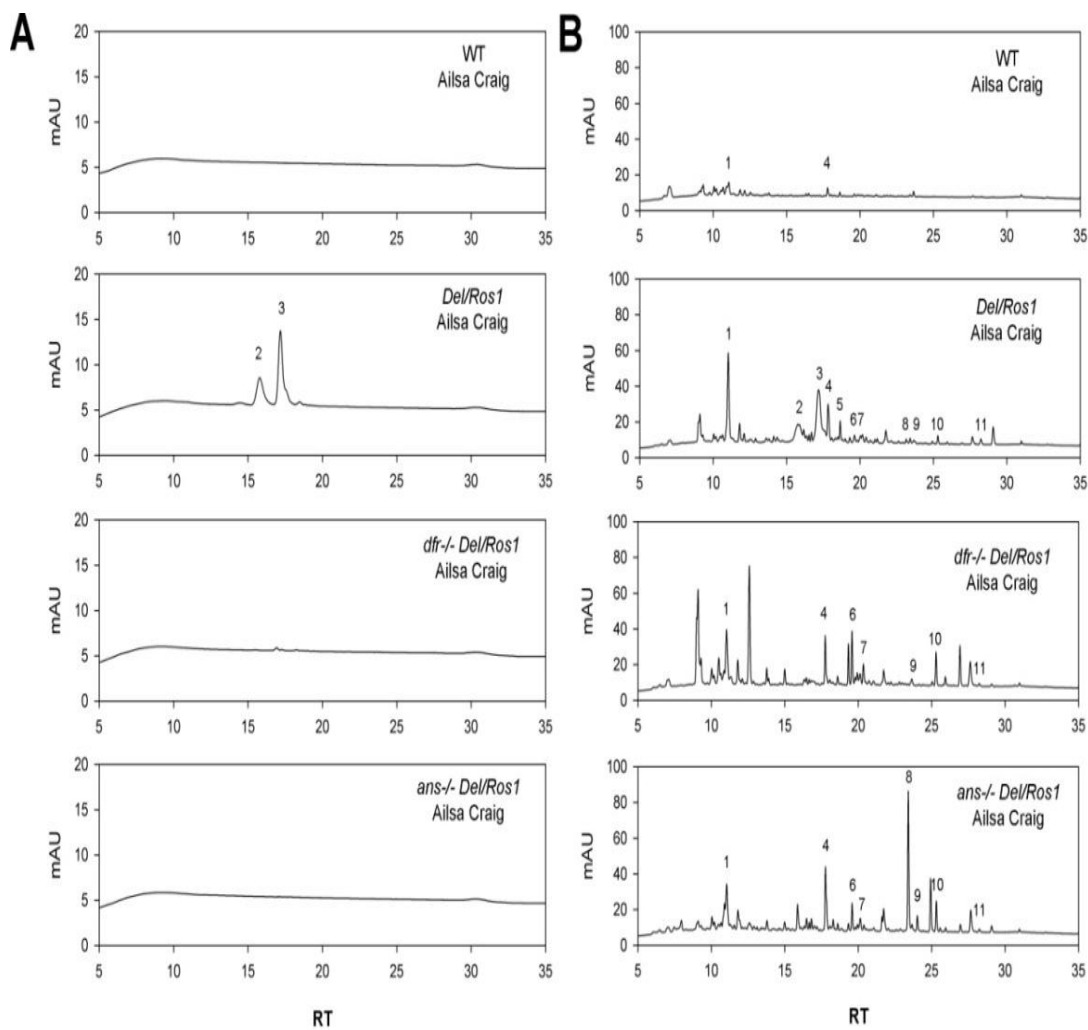 A
20
15
10
5
0
mAU
WT
Ailsa Craig
5 10 15 20 25 30 35
20
15
10
5
0
mAU
2
3
Del/Ros1
Ailsa Craig
5 10 15 20 25 30 35
20
15
10
5
0
mAU
dfr-/- Del/Ros1
Ailsa Craig
5 10 15 20 25 30 35
20
15
10
5
0
mAU
ans-/- Del/Ros1
Ailsa Craig
5 10 15 20 25 30 35
RT
B
100
80
60
40
20
0
mAU
WT
Ailsa Craig
1 4
5 10 15 20 25 30 35
100
80
60
40
20
0
mAU
Del/Ros1
Ailsa Craig
1 2 3 4 5 67 8 9 10 11
5 10 15 20 25 30 35
100
80
60
40
20
0
mAU
dfr-/- Del/Ros1
Ailsa Craig
1 4 6 7 9 10 11
5 10 15 20 25 30 35
100
80
60
40
20
0
mAU
ans-/- Del/Ros1
Ailsa Craig
1 4 6 7 8 9 10 11
5 10 15 20 25 30 35
RT